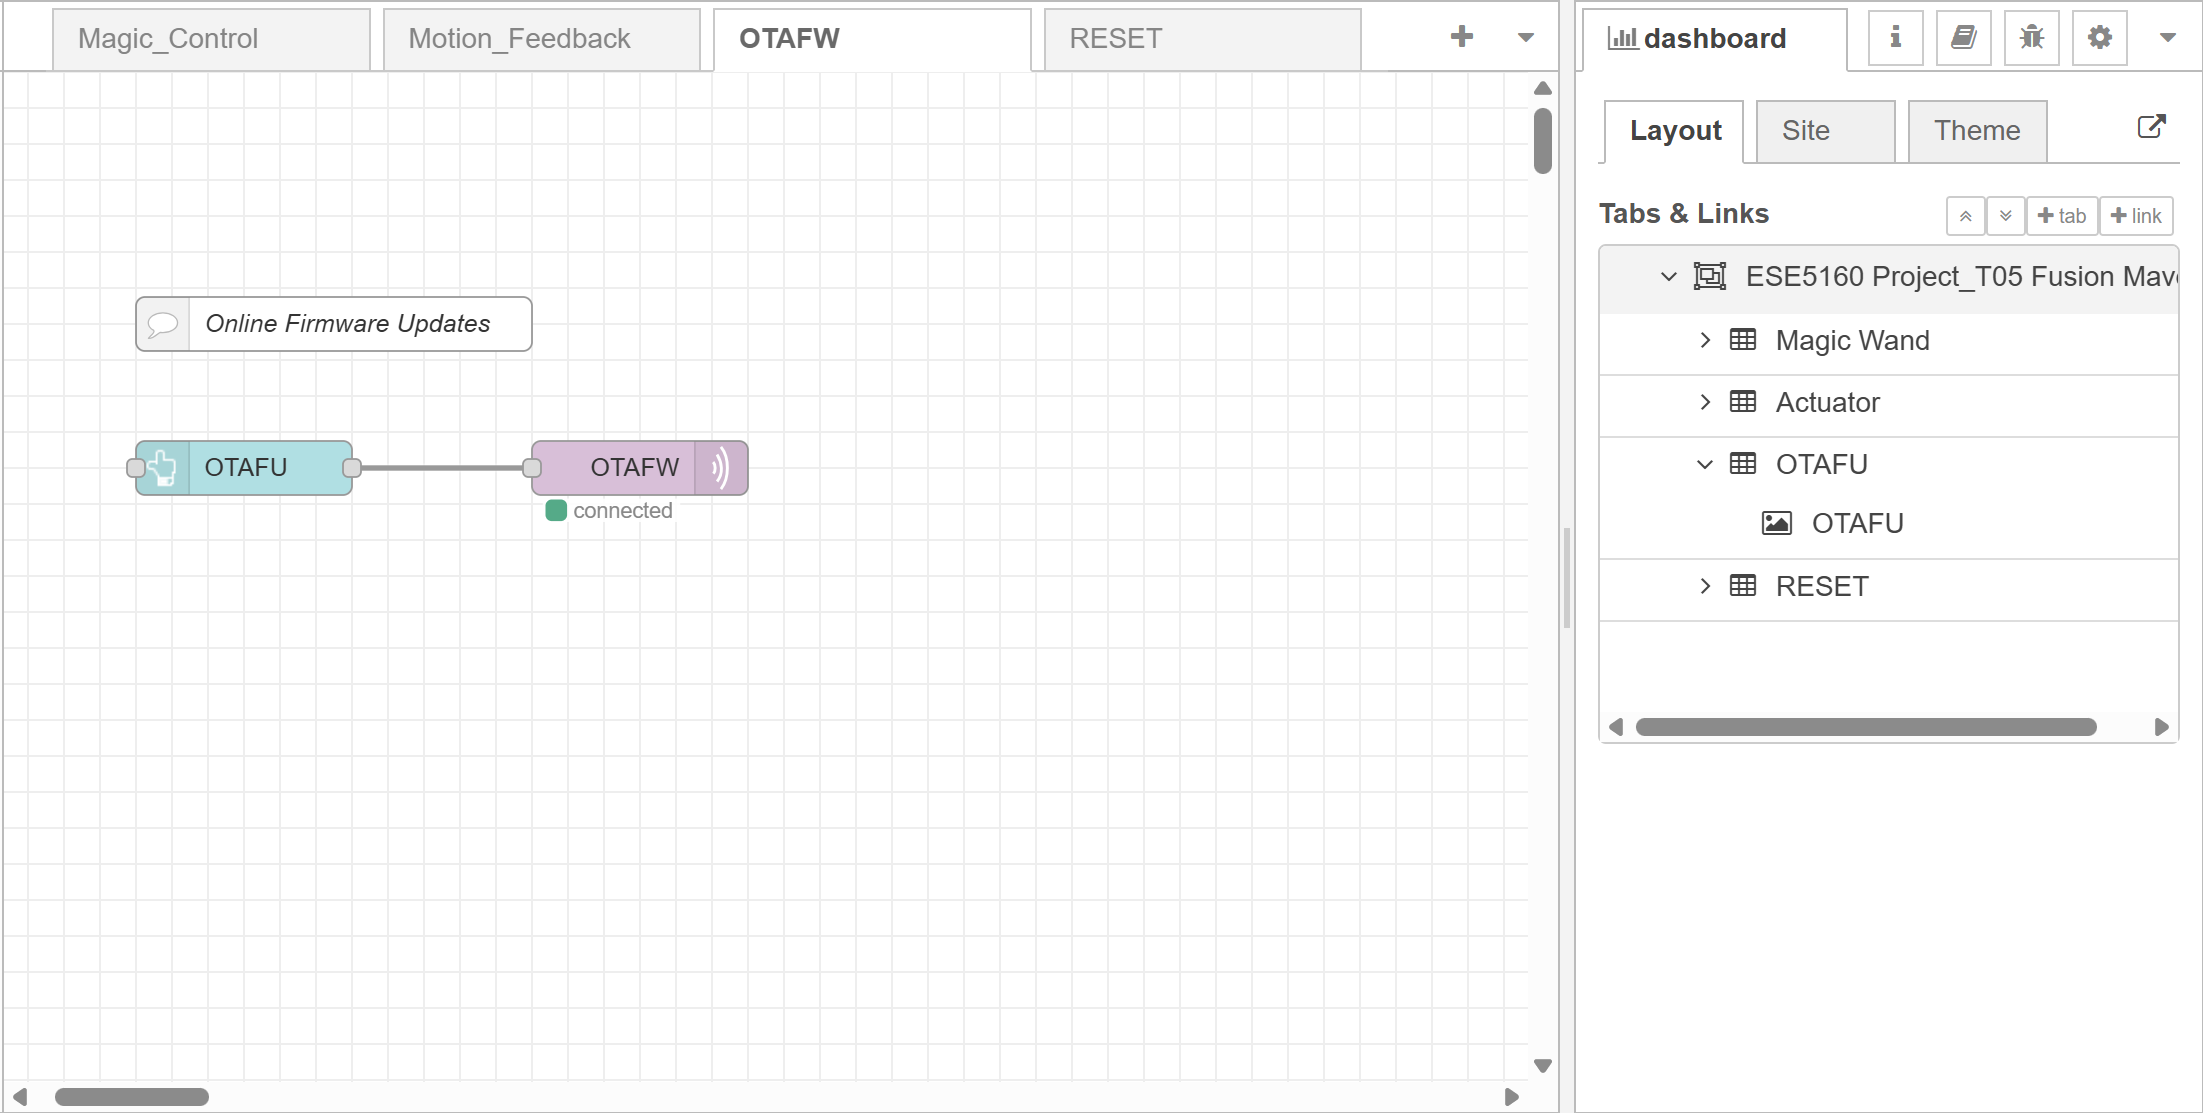 Magic_Control
Motion_Feedback
OTAFW
RESET
dashboard
Layout
Site
Theme
Tabs & Links
tab
link
ESE5160 Project_T05 Fusion Mav
Magic Wand
Actuator
OTAFU
OTAFU
RESET
Online Firmware Updates
OTAFU
OTAFW
connected